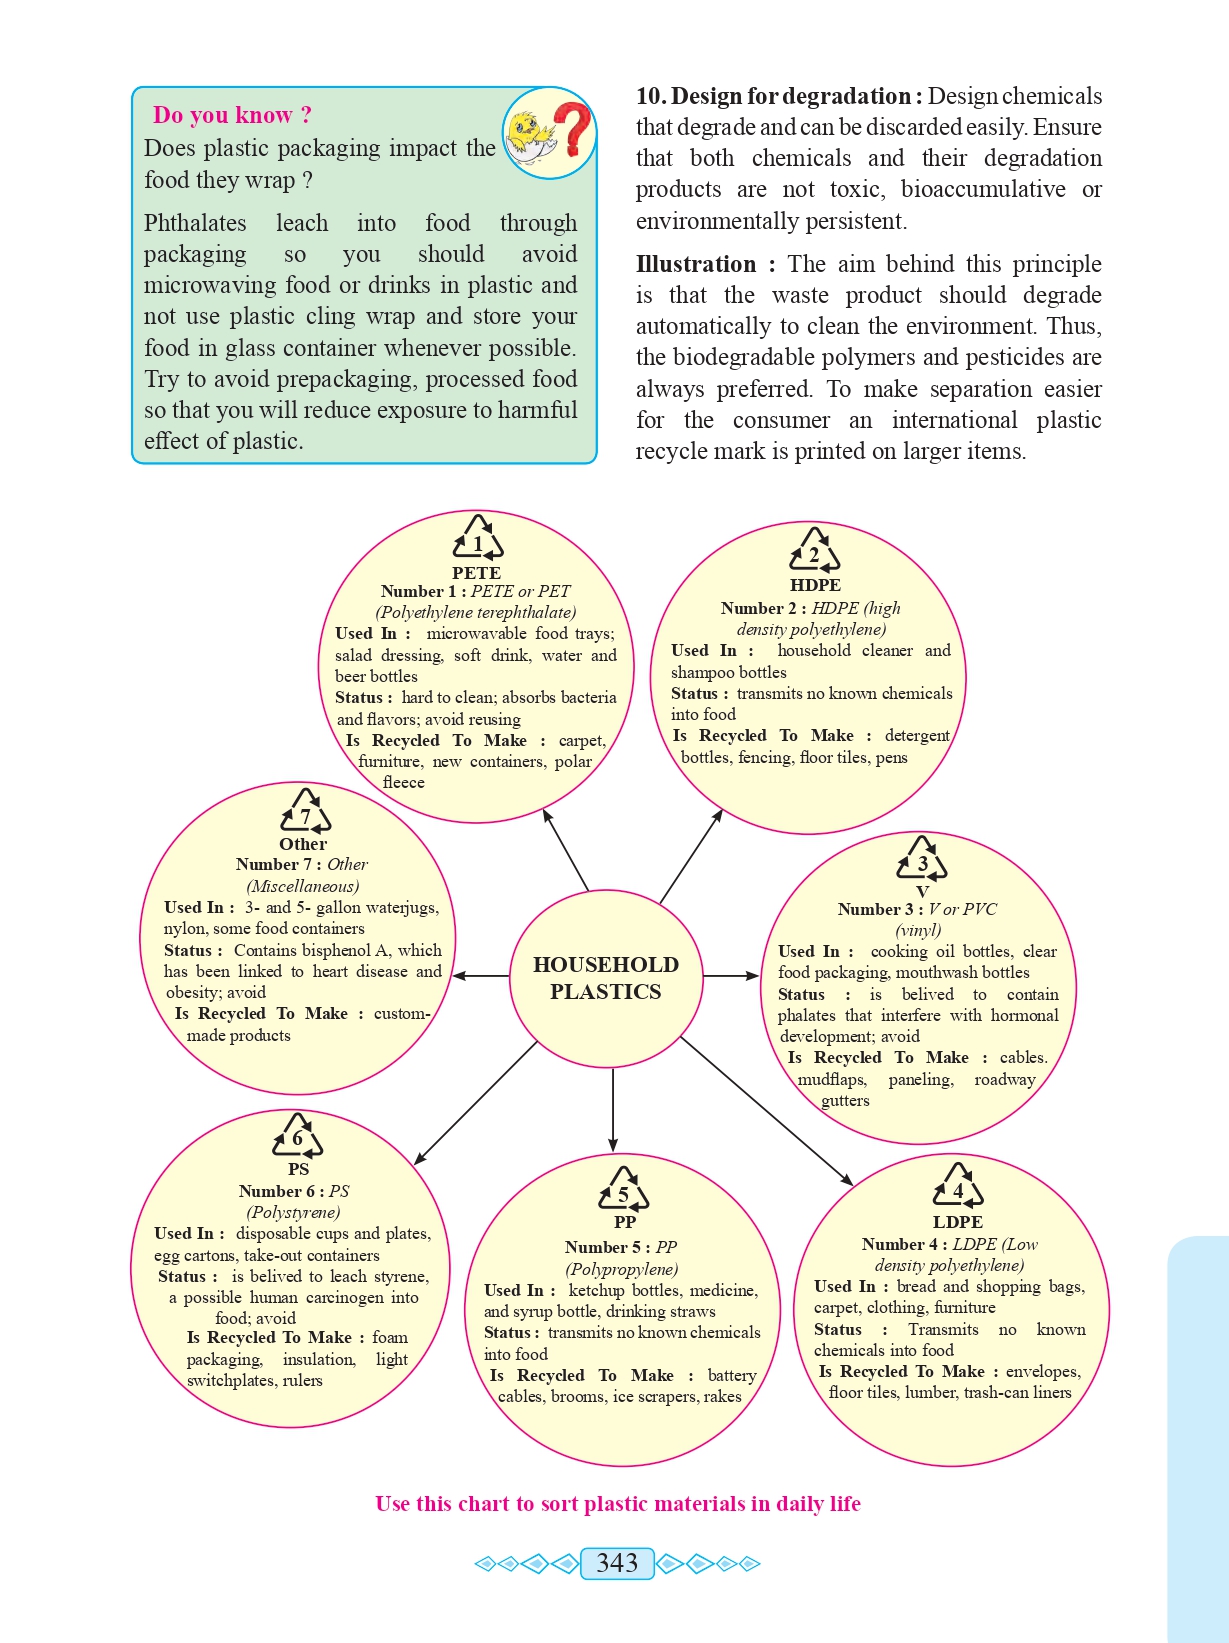 Do you know ?
Does plastic packaging impact the
food they wrap ?
Phthalates leach into food through
packaging so you should avoid
microwaving food or drinks in plastic and
not use plastic cling wrap and store your
food in glass container whenever possible.
Try to avoid prepackaging, processed food
so that you will reduce exposure to harmful
effect of plastic.
10. Design for degradation : Design chemicals
that degrade and can be discarded easily. Ensure
that both chemicals and their degradation
products are not toxic, bioaccumulative or
environmentally persistent.
Illustration : The aim behind this principle
is that the waste product should degrade
automatically to clean the environment. Thus,
the biodegradable polymers and pesticides are
always preferred. To make separation easier
for the consumer an international plastic
recycle mark is printed on larger items.
1
PETE
Number 1 : PETE or PET
(Polyethylene terephthalate)
Used In : microwavable food trays;
salad dressing, soft drink, water and
beer bottles
Status : hard to clean; absorbs bacteria
and flavors; avoid reusing
Is Recycled To Make : carpet,
furniture, new containers, polar
fleece
2
HDPE
Number 2 : HDPE (high
density polyethylene)
Used In : household cleaner and
shampoo bottles
Status : transmits no known chemicals
into food
Is Recycled To Make : detergent
bottles, fencing, floor tiles, pens
7
Other
Number 7 : Other
(Miscellaneous)
Used In : 3- and 5- gallon waterjugs,
nylon, some food containers
Status : Contains bisphenol A, which
has been linked to heart disease and
obesity; avoid
Is Recycled To Make : custom-
made products
HOUSEHOLD
PLASTICS
3
V
Number 3 : V or PVC
(vinyl)
Used In : cooking oil bottles, clear
food packaging, mouthwash bottles
Status : is belived to contain
phalates that interfere with hormonal
development; avoid
Is Recycled To Make : cables.
mudflaps, paneling, roadway
gutters
6
PS
Number 6 : PS
(Polystyrene)
Used In : disposable cups and plates,
egg cartons, take-out containers
Status : is belived to leach styrene,
a possible human carcinogen into
food; avoid
Is Recycled To Make : foam
packaging, insulation, light
switchplates, rulers
5
PP
Number 5 : PP
(Polypropylene)
Used In : ketchup bottles, medicine,
and syrup bottle, drinking straws
Status : transmits no known chemicals
into food
Is Recycled To Make : battery
cables, brooms, ice scrapers, rakes
4
LDPE
Number 4 : LDPE (Low
density polyethylene)
Used In : bread and shopping bags,
carpet, clothing, furniture
Status : Transmits no known
chemicals into food
Is Recycled To Make : envelopes,
floor tiles, lumber, trash-can liners
Use this chart to sort plastic materials in daily life
343